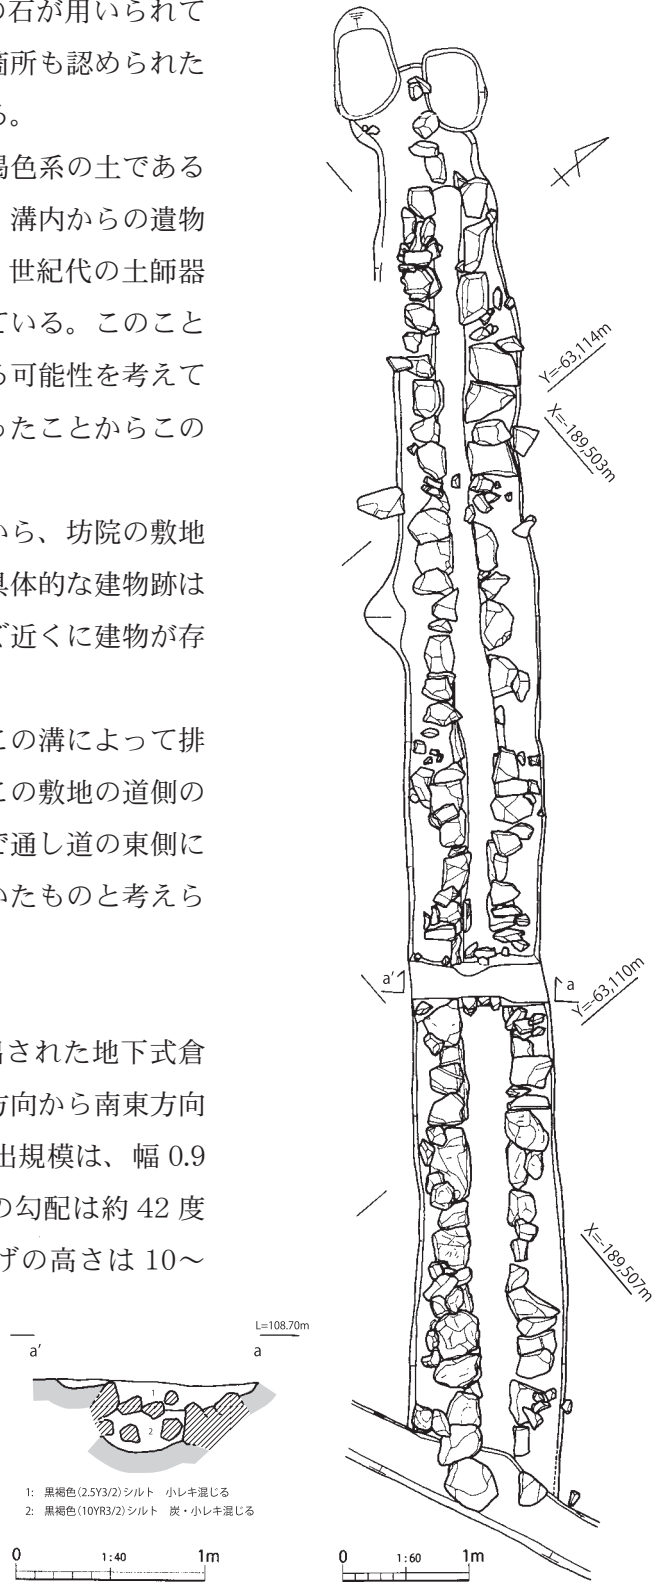 の石が用いられて
箇所も認められた
る。
褐色系の土である
溝内からの遺物
世紀代の土師器
ている。このこと
る可能性を考えて
ったことからこの
から、坊院の敷地
具体的な建物跡は
ぐ近くに建物が存
この溝によって排
この敷地の道側の
で通し道の東側に
いたものと考えら
出された地下式倉
方向から南東方向
出規模は、幅 0.9
の勾配は約 42 度
げの高さは 10～
L=108.70m
a'
a
1
2
1: 黒褐色(2.5Y3/2)シルト 小レキ混じる
2: 黒褐色(10YR3/2)シルト 炭・小レキ混じる
0 1:40 1m
Y=-63,114m
X=-189,503m
a'
a
Y=-63,110m
X=-189,507m
0 1:60 1m